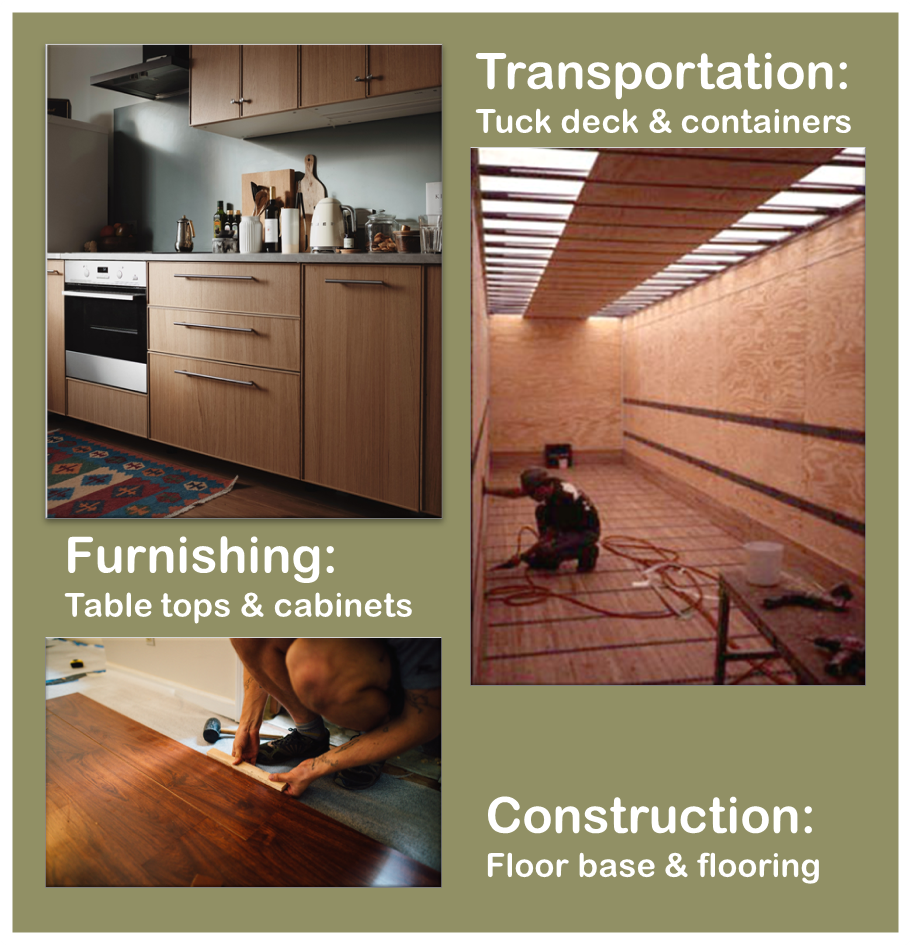 Transportation:
Tuck deck & containers
Furnishing:
Table tops & cabinets
Construction:
Floor base & flooring